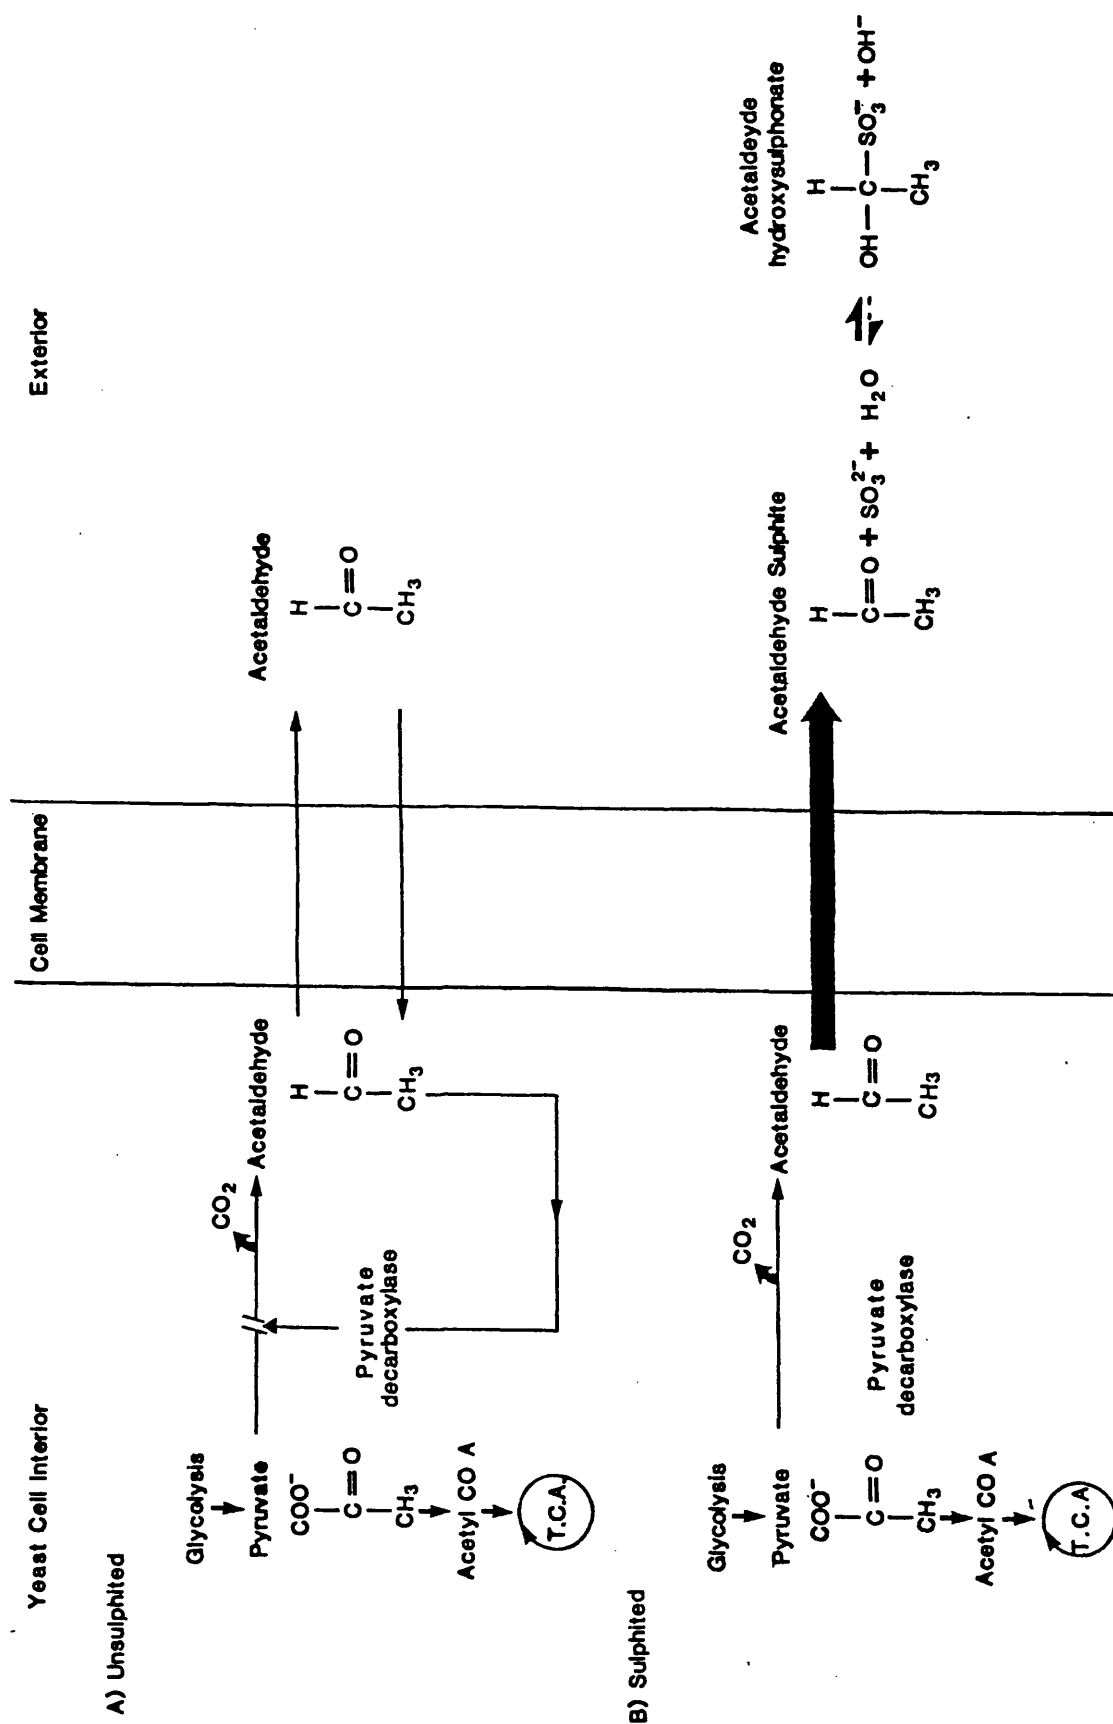 Yeast Cell Interior
Cell Membrane
Exterior
A) Unsulphited
Glycolysis
Pyruvate
COO⁻
C=O
CH₃
Acetyl CO A
T.C.A.
CO₂
Pyruvate
decarboxylase
Acetaldehyde
H
C=O
CH₃
Acetaldehyde
H
C=O
CH₃
B) Sulphited
Glycolysis
Pyruvate
COO⁻
C=O
CH₃
Acetyl CO A
T.C.A
CO₂
Pyruvate
decarboxylase
Acetaldehyde
H
C=O
CH₃
Acetaldehyde Sulphite
H
C=O + SO₃²⁻ + H₂O
CH₃
Acetaldeyde
hydroxysulphonate
H
OH—C—SO₃⁻ + OH⁻
CH₃